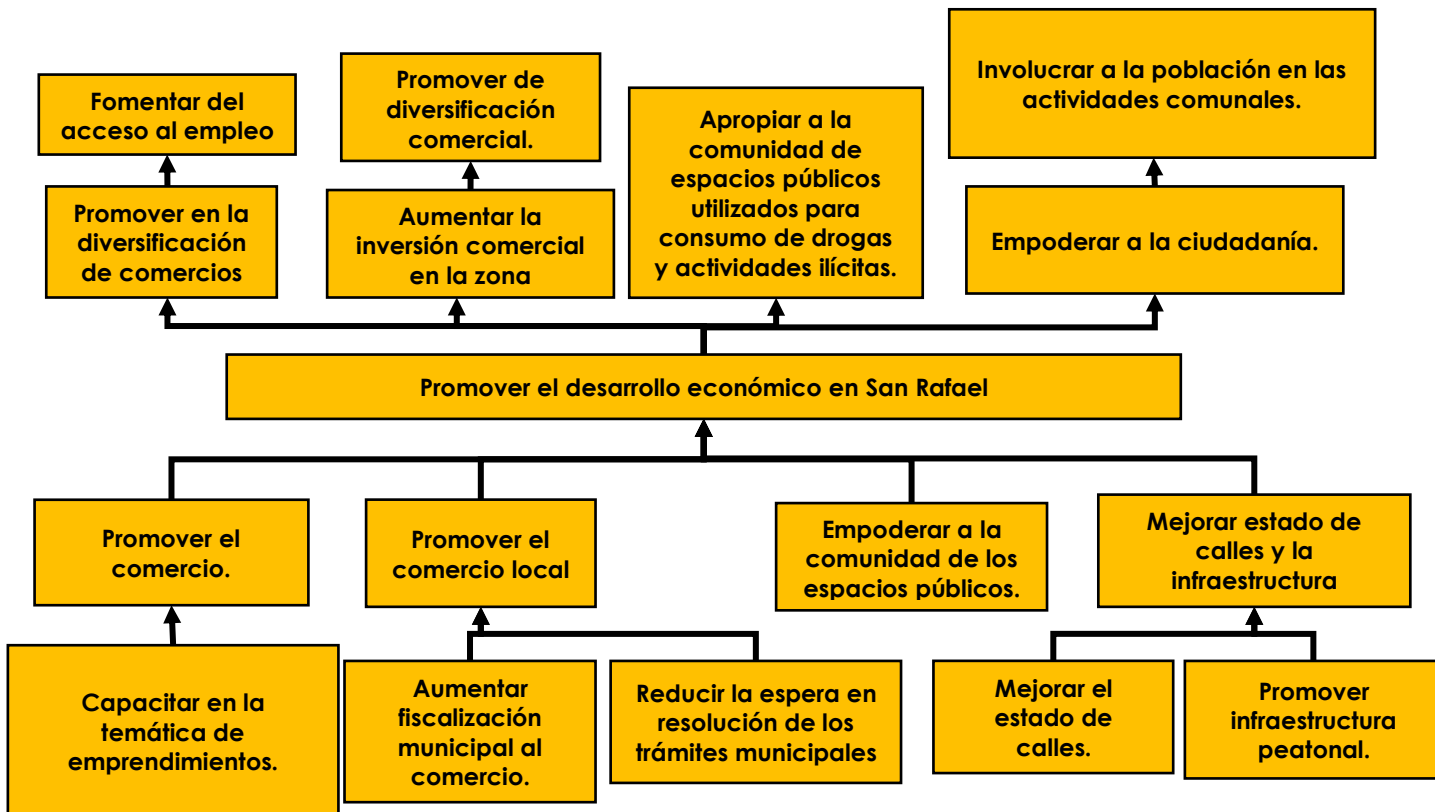 Fomentar del
acceso al empleo
Promover de
diversificación
comercial.
Apropiar a la
comunidad de
espacios públicos
utilizados para
consumo de drogas
y actividades ilícitas.
Involucrar a la población en las
actividades comunales.
Promover en la
diversificación
de comercios
Aumentar la
inversión comercial
en la zona
Empoderar a la ciudadanía.
Promover el desarrollo económico en San Rafael
Promover el
comercio.
Promover el
comercio local
Empoderar a la
comunidad de los
espacios públicos.
Mejorar estado de
calles y la
infraestructura
Capacitar en la
temática de
emprendimientos.
Aumentar
fiscalización
municipal al
comercio.
Reducir la espera en
resolución de los
trámites municipales
Mejorar el
estado de
calles.
Promover
infraestructura
peatonal.